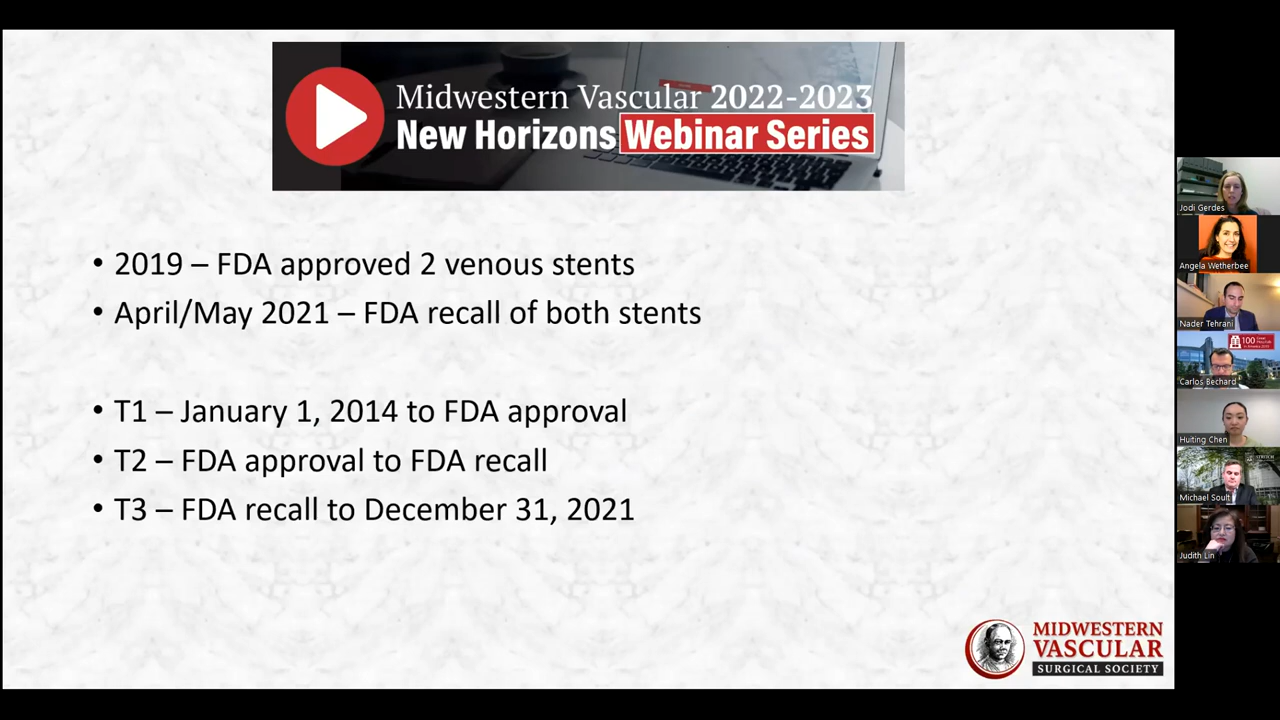 Midwestern Vascular 2022-2023
New Horizons Webinar Series
• 2019 – FDA approved 2 venous stents
• April/May 2021 – FDA recall of both stents
• T1 – January 1, 2014 to FDA approval
• T2 – FDA approval to FDA recall
• T3 – FDA recall to December 31, 2021
MIDWESTERN
VASCULAR
SURGICAL SOCIETY
Jodi Gerdes
Angela Wetherbee
Nader Tehrani
100
Carlos Bechard
Huiting Chen
Michael Soult
Judith Lin